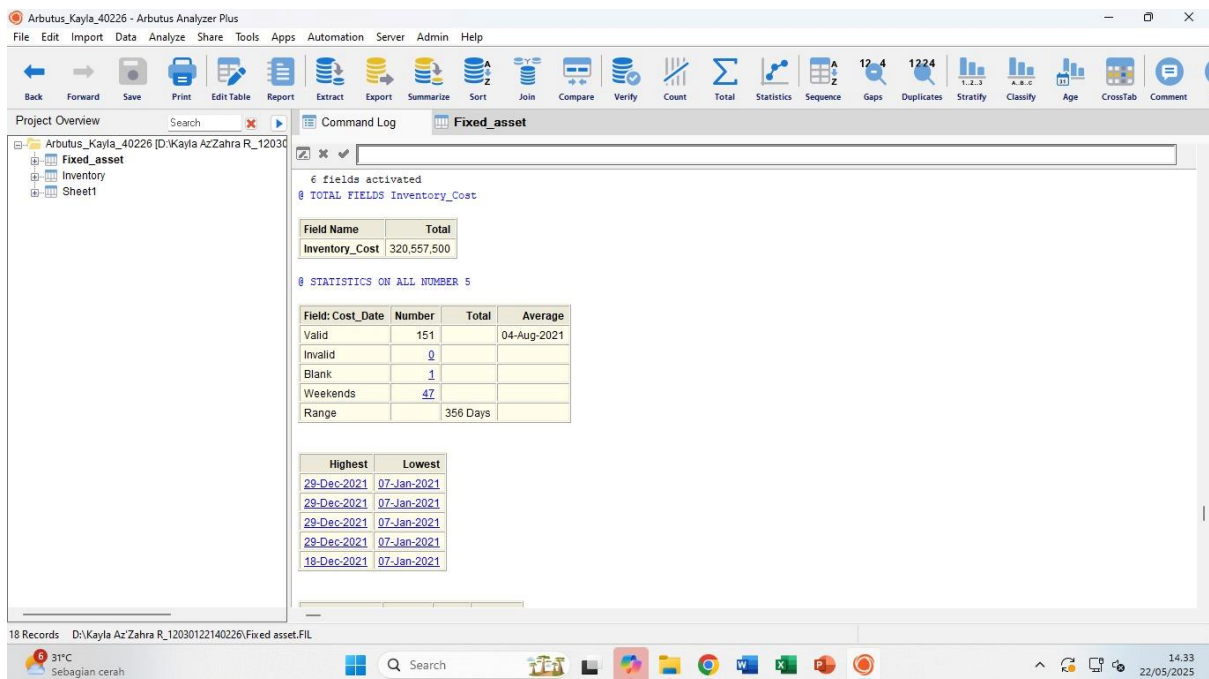 Arbutus_Kayla_40226 - Arbutus Analyzer Plus
File Edit Import Data Analyze Share Tools Apps Automation Server Admin Help
Back Forward Save Print Edit Table Report Extract Export Summarize Sort Join Compare Verify Count Total Statistics Sequence Gaps Duplicates Stratify Classify Age CrossTab Comment
Project Overview Search
Command Log Fixed_asset
Arbutus_Kayla_40226 [D:\Kayla Az'Zahra R_12030
Fixed_asset
Inventory
Sheet1
6 fields activated
@ TOTAL FIELDS Inventory_Cost
Field Name Total
Inventory_Cost 320,557,500
@ STATISTICS ON ALL NUMBER 5
Field: Cost_Date Number Total Average
Valid 151 04-Aug-2021
Invalid 0
Blank 1
Weekends 47
Range 356 Days
Highest Lowest
29-Dec-2021 07-Jan-2021
29-Dec-2021 07-Jan-2021
29-Dec-2021 07-Jan-2021
29-Dec-2021 07-Jan-2021
18-Dec-2021 07-Jan-2021
18 Records D:\Kayla Az'Zahra R_12030122140226\Fixed asset.FIL
6 31°C
Sebagian cerah
Search
14.33
22/05/2025